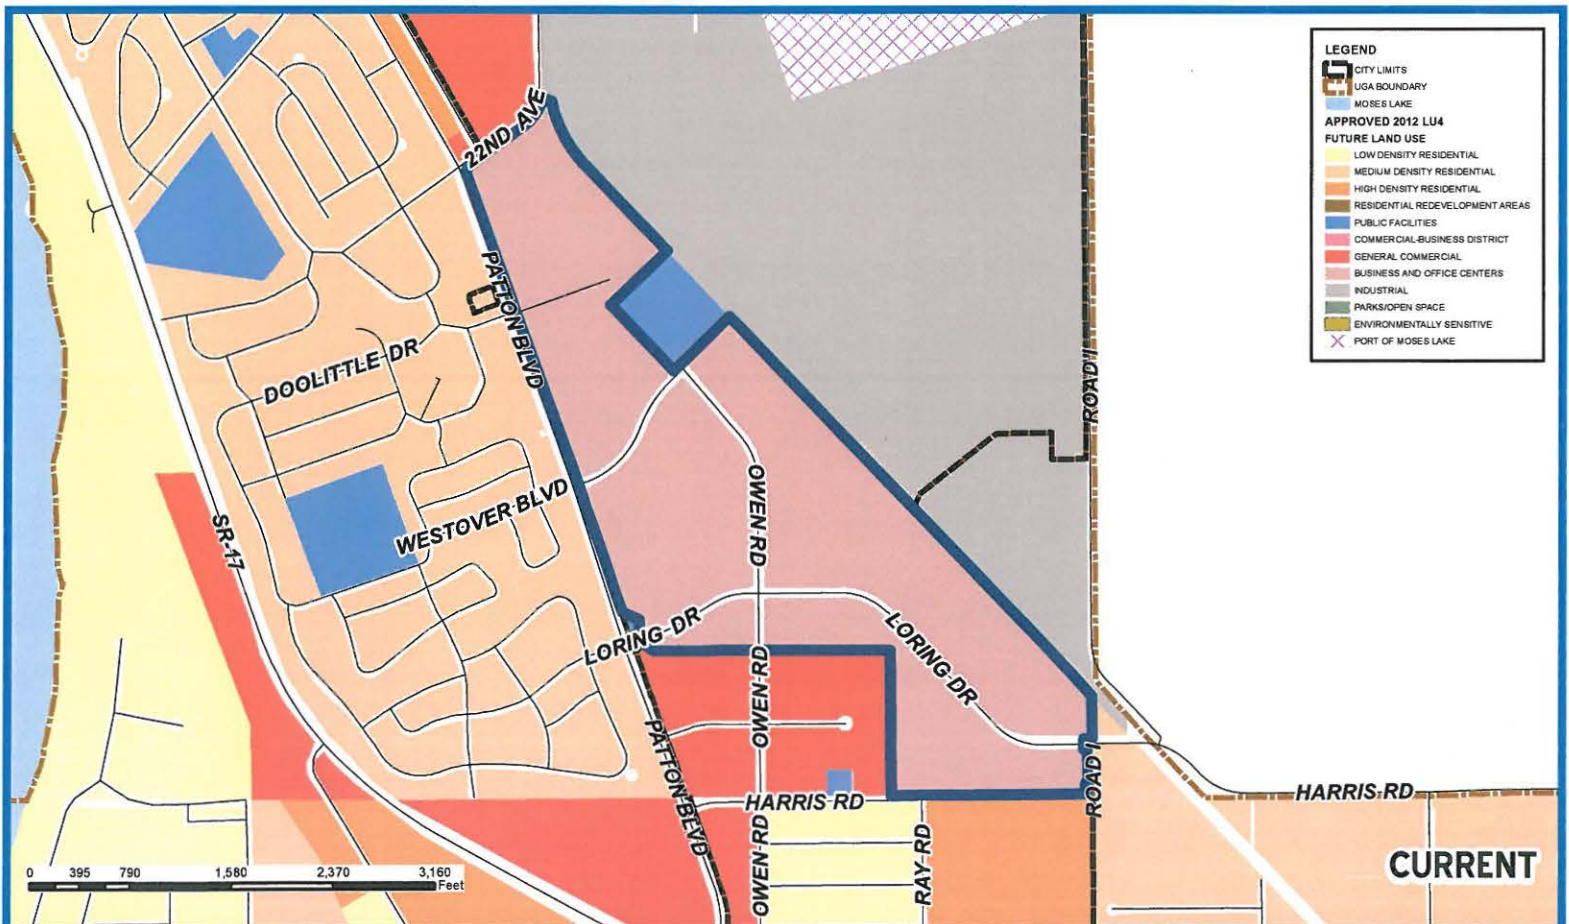 LEGEND
CITY LIMITS
UGA BOUNDARY
MOSES LAKE
APPROVED 2012 LU4
FUTURE LAND USE
LOW DENSITY RESIDENTIAL
MEDIUM DENSITY RESIDENTIAL
HIGH DENSITY RESIDENTIAL
RESIDENTIAL REDEVELOPMENT AREAS
PUBLIC FACILITIES
COMMERCIAL-BUSINESS DISTRICT
GENERAL COMMERCIAL
BUSINESS AND OFFICE CENTERS
INDUSTRIAL
PARKS/OPEN SPACE
ENVIRONMENTALLY SENSITIVE
PORT OF MOSES LAKE
22ND AVE
PATTON BLVD
DOOLITTLE DR
ROAD I
WESTOVER BLVD
OWEN RD
SR-17
LORING DR
LORING DR
OWEN RD
PATTON BLVD
ROAD I
HARRIS RD
HARRIS RD
OWEN RD
RAY RD
CURRENT
0 395 790 1,580 2,370 3,160
Feet